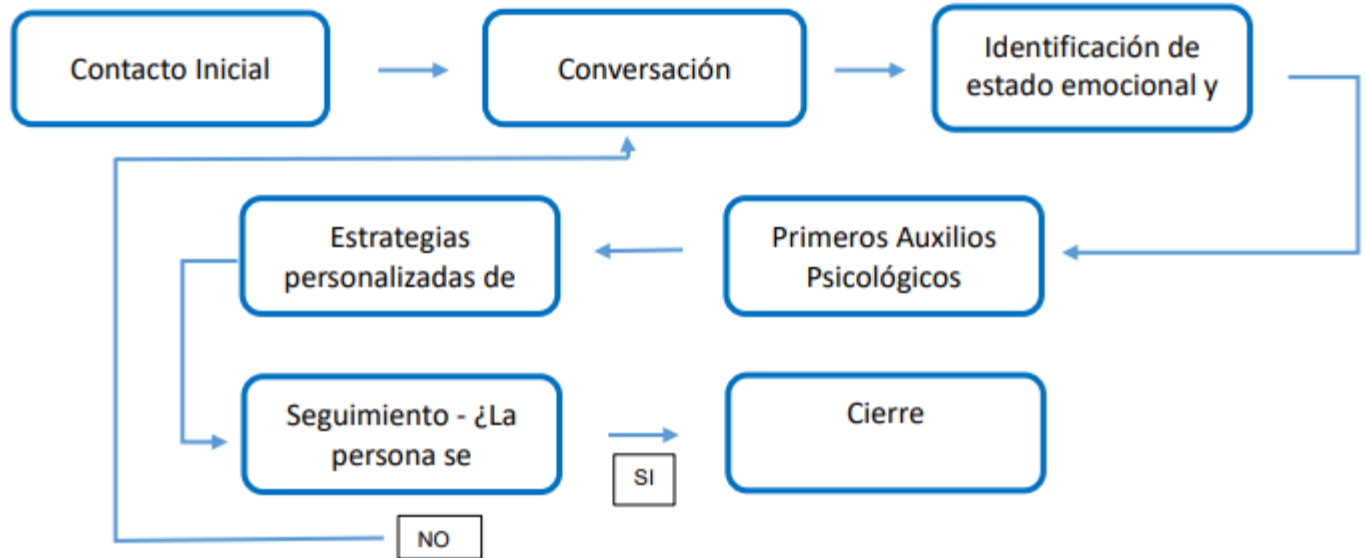 Contacto Inicial
Conversación
Identificación de
estado emocional y
Primeros Auxilios
Psicológicos
Estrategias
personalizadas de
Seguimiento - ¿La
persona se
SI
Cierre
NO